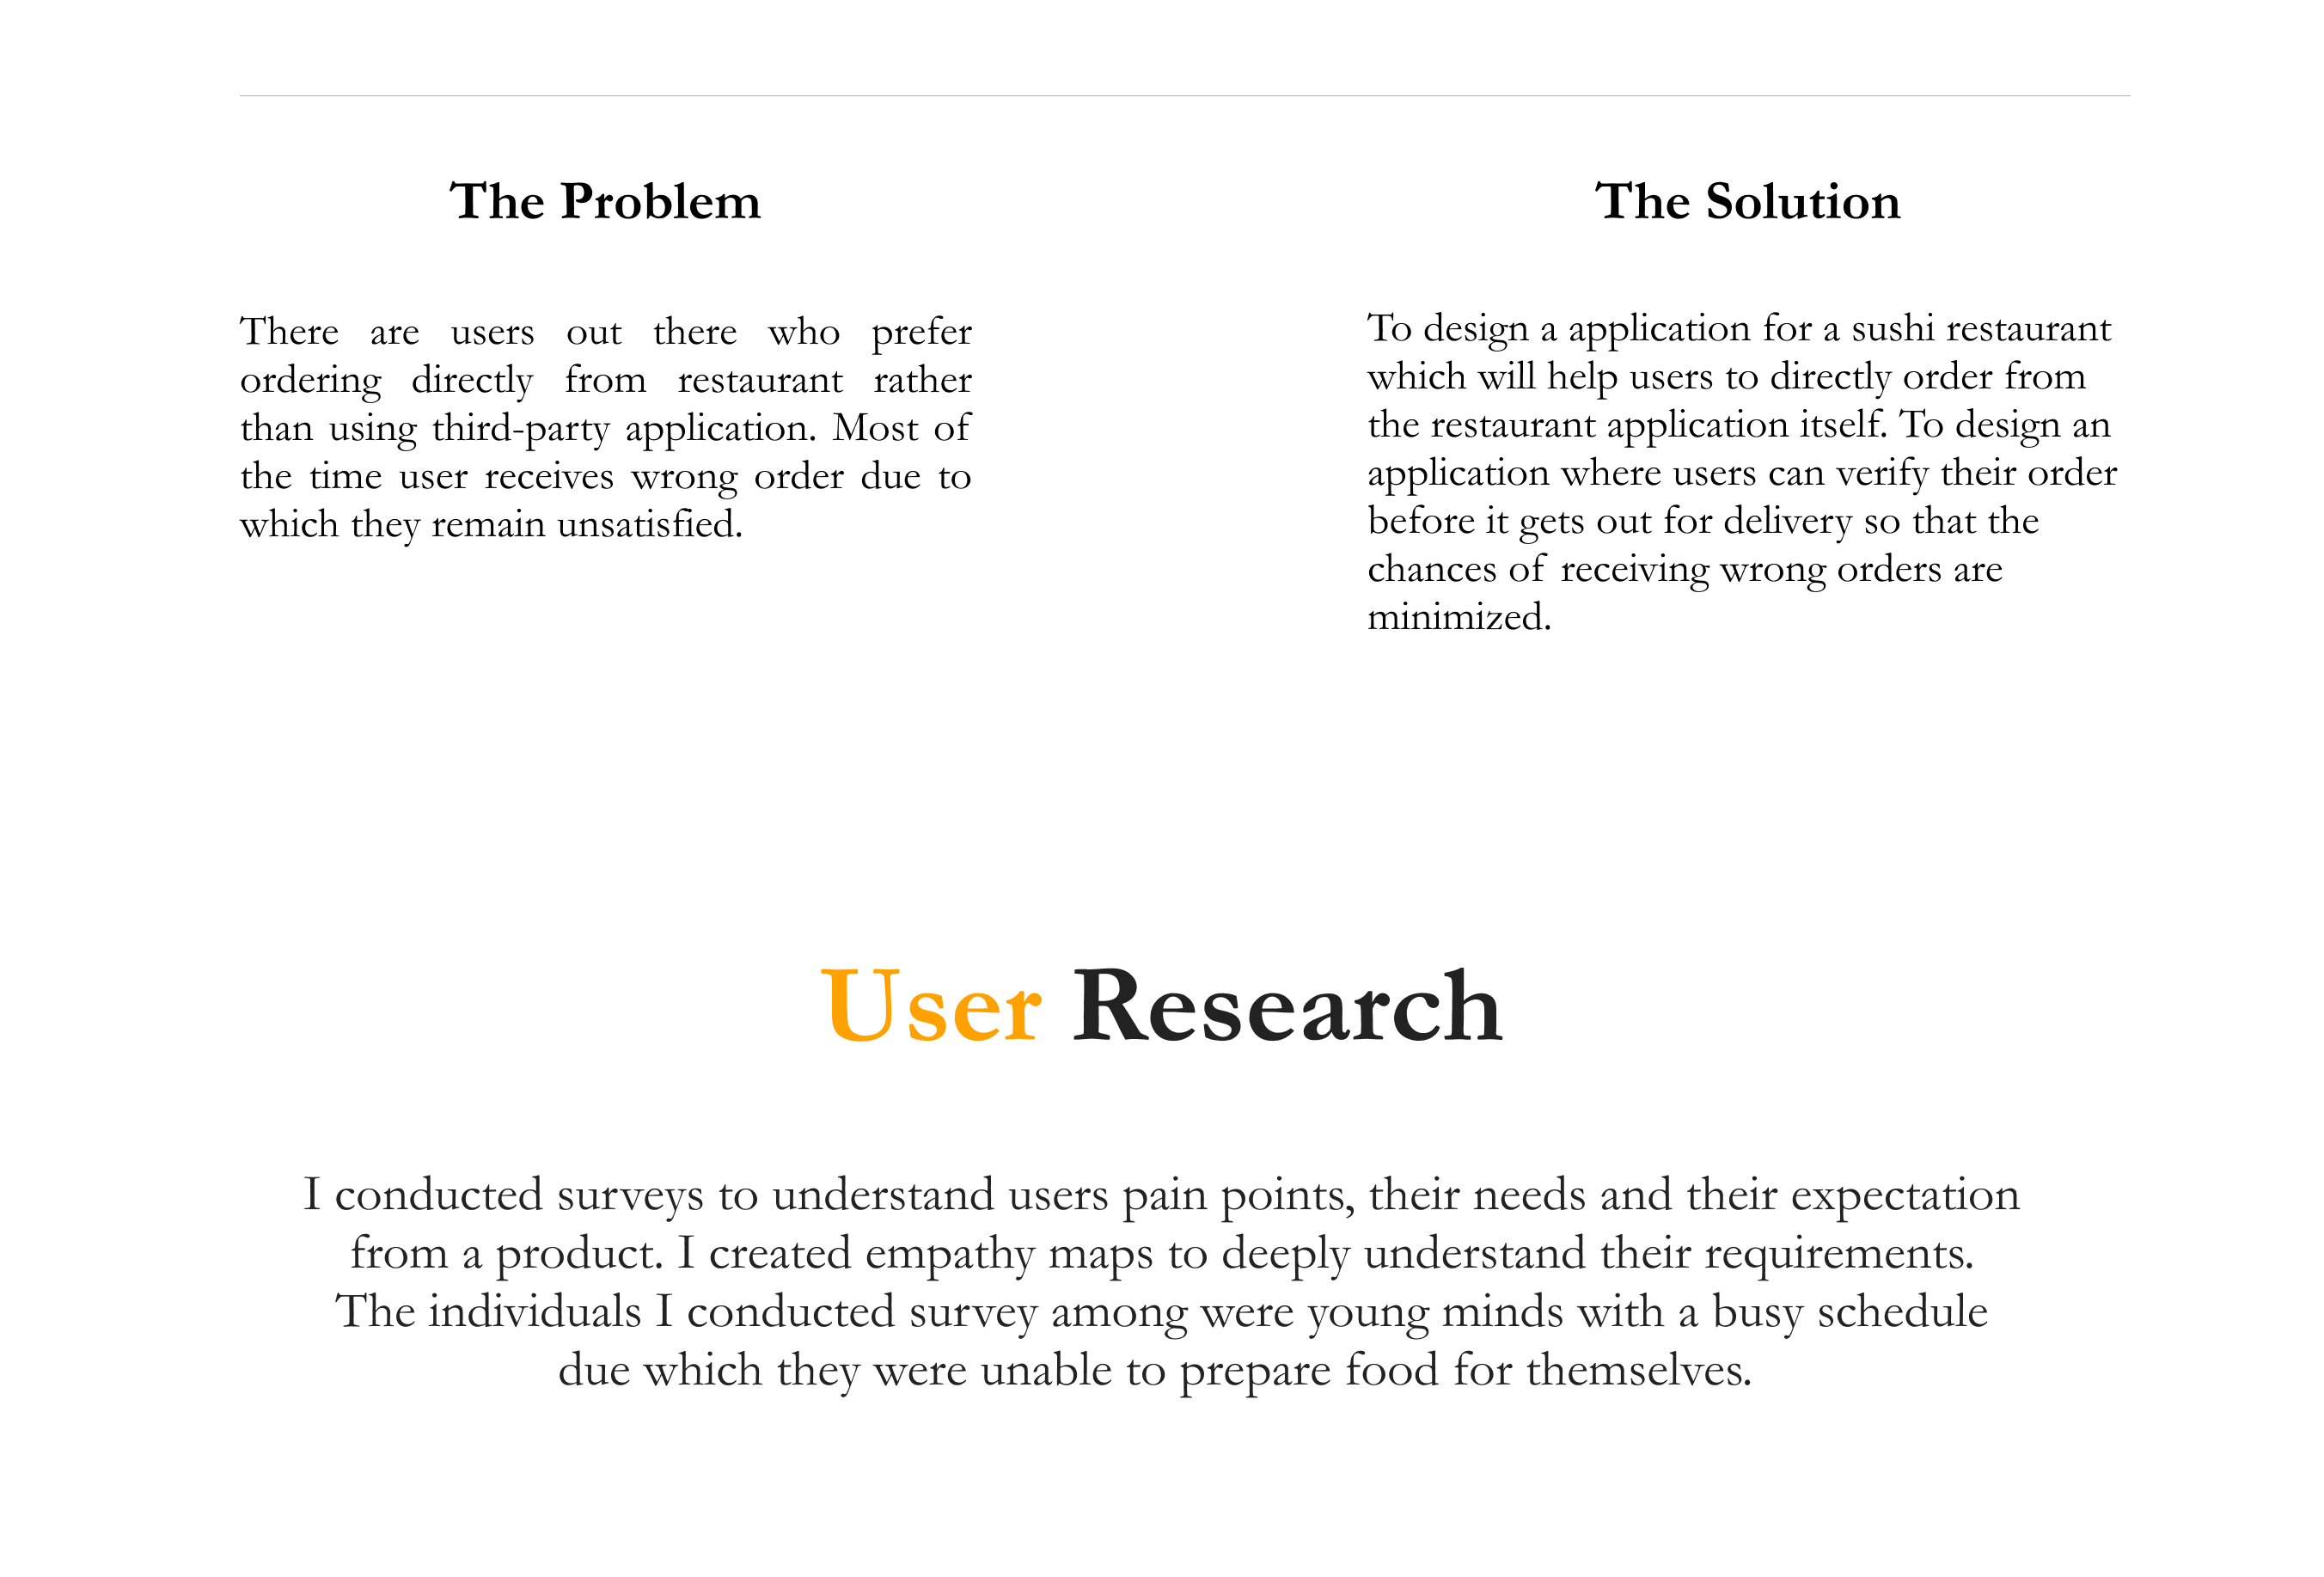 The Problem
There are users out there who prefer
ordering directly from restaurant rather
than using third-party application. Most of
the time user receives wrong order due to
which they remain unsatisfied.
The Solution
To design a application for a sushi restaurant
which will help users to directly order from
the restaurant application itself. To design an
application where users can verify their order
before it gets out for delivery so that the
chances of receiving wrong orders are
minimized.
User Research
I conducted surveys to understand users pain points, their needs and their expectation
from a product. I created empathy maps to deeply understand their requirements.
The individuals I conducted survey among were young minds with a busy schedule
due which they were unable to prepare food for themselves.